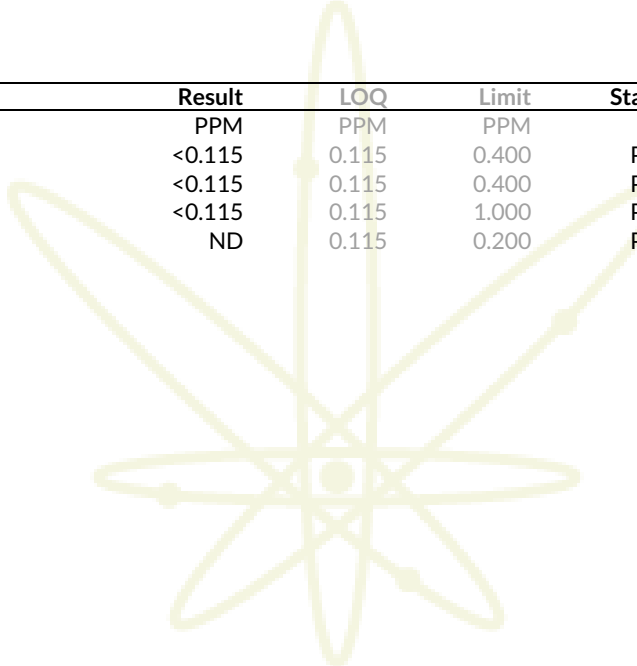 Result LOQ Limit Sta
PPM PPM PPM
<0.115 0.115 0.400 P
<0.115 0.115 0.400 P
<0.115 0.115 1.000 P
ND 0.115 0.200 P